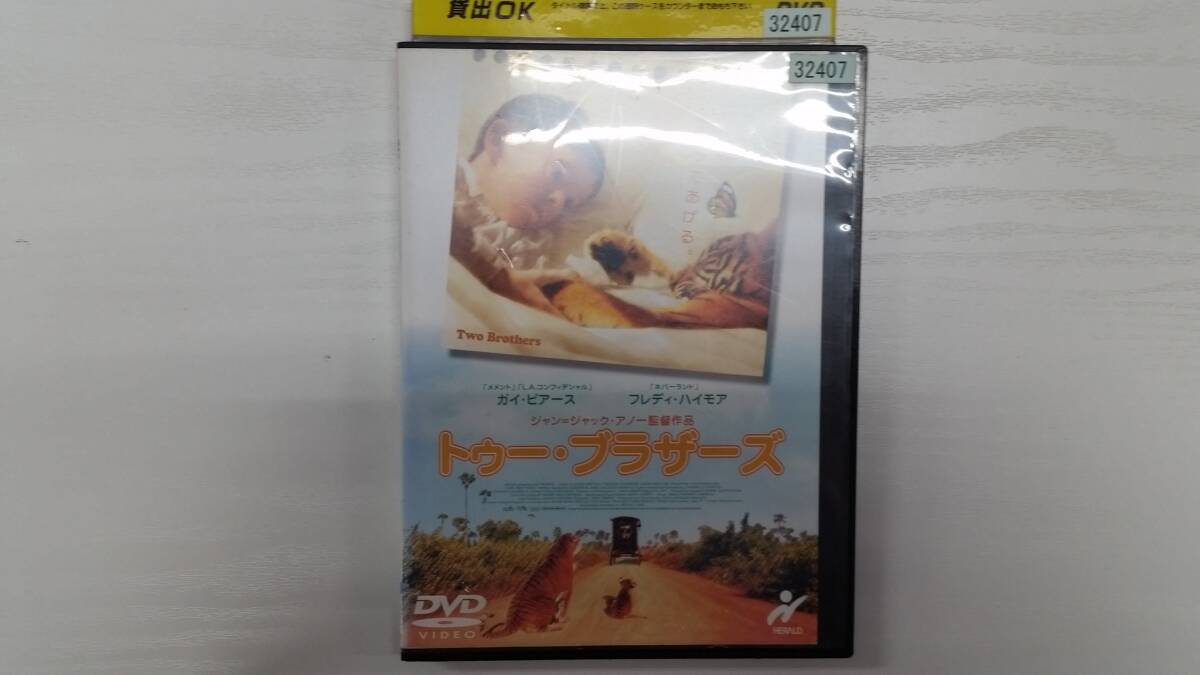 貸出OK
32407
32407
あげる。
Two Brothers
「メメント」「L.A.コンフィデンシャル」
ガイ・ピアース
「ネバーランド」
フレディ・ハイモア
ジャン=ジャック・アノー監督作品
トゥー・ブラザーズ
DVD
VIDEO
HERALD